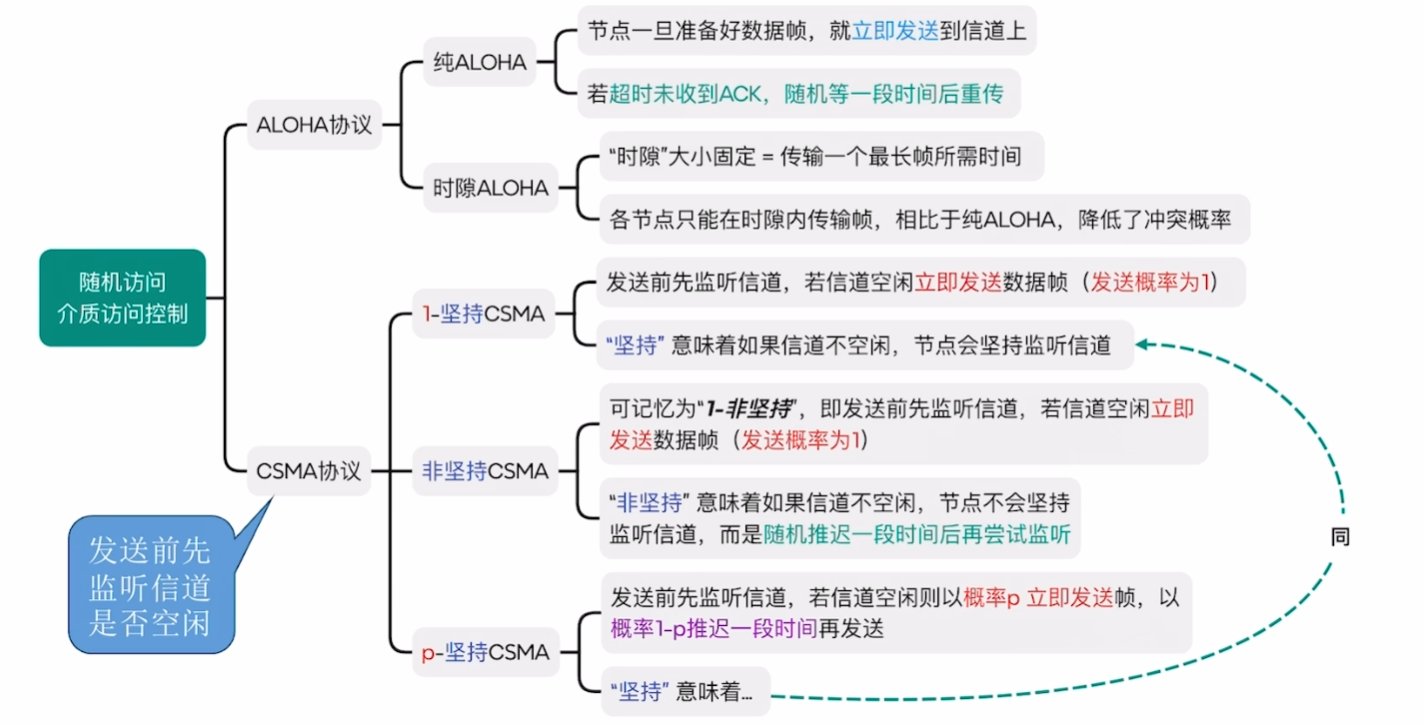 随机访问
介质访问控制
ALOHA协议
纯ALOHA
节点一旦准备好数据帧，就立即发送到信道上
若超时未收到ACK，随机等一段时间后重传
时隙ALOHA
“时隙”大小固定 = 传输一个最长帧所需时间
各节点只能在时隙内传输帧，相比于纯ALOHA，降低了冲突概率
CSMA协议
发送前先
监听信道
是否空闲
1-坚持CSMA
发送前先监听信道，若信道空闲立即发送数据帧（发送概率为1）
“坚持” 意味着如果信道不空闲，节点会坚持监听信道
非坚持CSMA
可记忆为“1-非坚持”，即发送前先监听信道，若信道空闲立即
发送数据帧（发送概率为1）
“非坚持” 意味着如果信道不空闲，节点不会坚持
监听信道，而是随机推迟一段时间后再尝试监听
p-坚持CSMA
发送前先监听信道，若信道空闲则以概率p 立即发送帧，以
概率1-p推迟一段时间再发送
“坚持” 意味着...
同